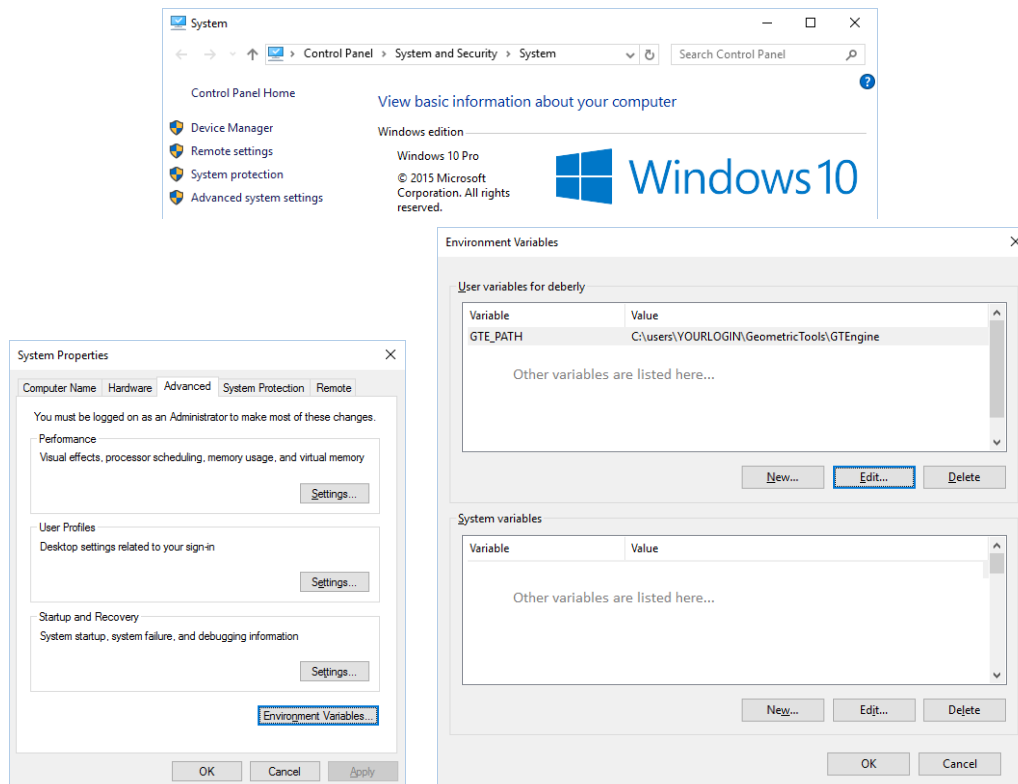 System
Control Panel > System and Security > System
Search Control Panel
?
Control Panel Home
Device Manager
Remote settings
System protection
Advanced system settings
View basic information about your computer
Windows edition
Windows 10 Pro
© 2015 Microsoft
Corporation. All rights
reserved.
Windows 10
System Properties
Computer Name Hardware Advanced System Protection Remote
You must be logged on as an Administrator to make most of these changes.
Performance
Visual effects, processor scheduling, memory usage, and virtual memory
Settings...
User Profiles
Desktop settings related to your sign-in
Settings...
Startup and Recovery
System startup, system failure, and debugging information
Settings...
Environment Variables...
OK Cancel Apply
Environment Variables
User variables for deberly
Variable Value
GTE_PATH C:\users\YOURLOGIN\GeometricTools\GTEngine
Other variables are listed here...
New... Edit... Delete
System variables
Variable Value
Other variables are listed here...
New... Edit... Delete
OK Cancel